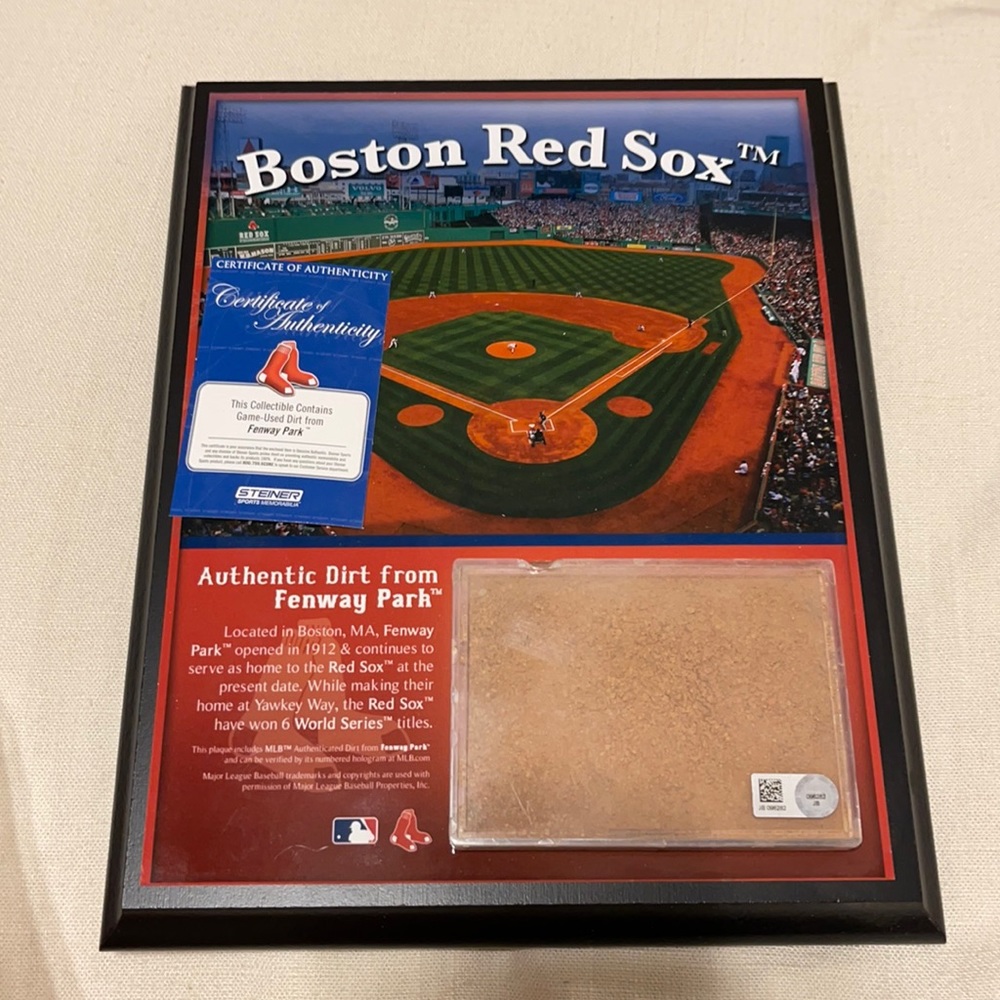 Boston Red Sox™
VOLVO
RED SOX
CERTIFICATE OF AUTHENTICITY
Certificate of
Authenticity
This Collectible Contains
Game-Used Dirt from
Fenway Park™
STEINER
SPORTS MEMORABILIA
Authentic Dirt from
Fenway Park™
Located in Boston, MA, Fenway
Park™ opened in 1912 & continues to
serve as home to the Red Sox™ at the
present date. While making their
home at Yawkey Way, the Red Sox™
have won 6 World Series™ titles.
This plaque includes MLB™ Authenticated Dirt from Fenway Park™
and can be verified by its numbered hologram at MLB.com
Major League Baseball trademarks and copyrights are used with
permission of Major League Baseball Properties, Inc.